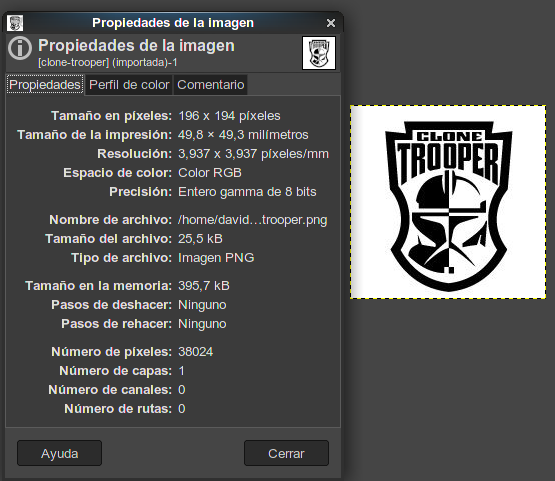 Propiedades de la imagen
Propiedades de la imagen
[clone-trooper] (importada)-1
Propiedades Perfil de color Comentario
Tamaño en píxeles: 196 x 194 píxeles
Tamaño de la impresión: 49,8 × 49,3 milímetros
Resolución: 3,937 x 3,937 píxeles/mm
Espacio de color: Color RGB
Precisión: Entero gamma de 8 bits
Nombre de archivo: /home/david…trooper.png
Tamaño del archivo: 25,5 kB
Tipo de archivo: Imagen PNG
Tamaño en la memoria: 395,7 kB
Pasos de deshacer: Ninguno
Pasos de rehacer: Ninguno
Número de píxeles: 38024
Número de capas: 1
Número de canales: 0
Número de rutas: 0
Ayuda Cerrar
CLONE
TROOPER